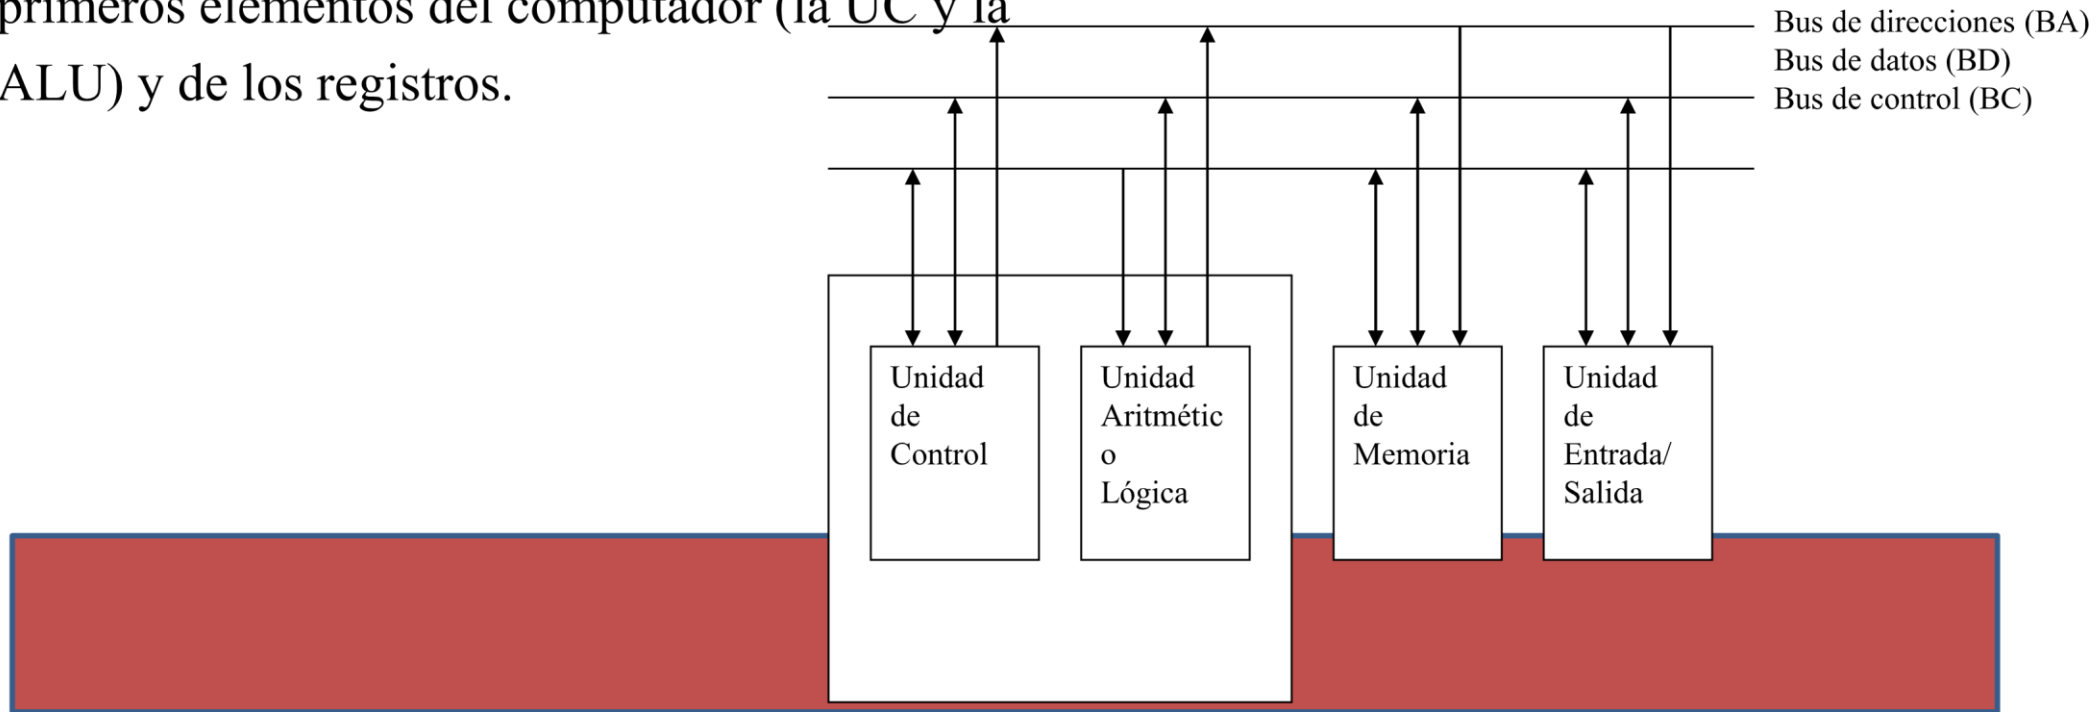 primeros elementos del computador (la UC y la
ALU) y de los registros.
Bus de direcciones (BA)
Bus de datos (BD)
Bus de control (BC)
Unidad
de
Control
Unidad
Aritmétic
o
Lógica
Unidad
de
Memoria
Unidad
de
Entrada/
Salida